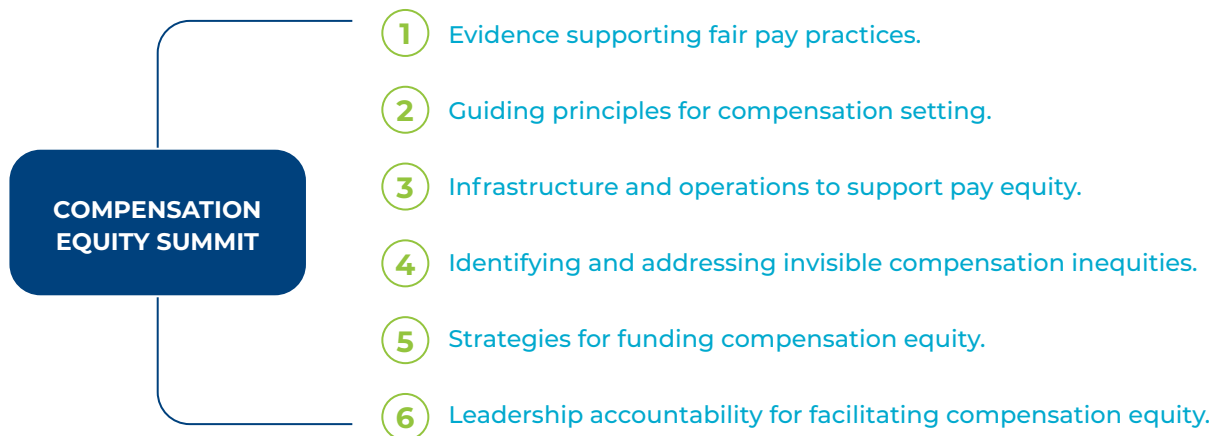 COMPENSATION
EQUITY SUMMIT
1 Evidence supporting fair pay practices.
2 Guiding principles for compensation setting.
3 Infrastructure and operations to support pay equity.
4 Identifying and addressing invisible compensation inequities.
5 Strategies for funding compensation equity.
6 Leadership accountability for facilitating compensation equity.